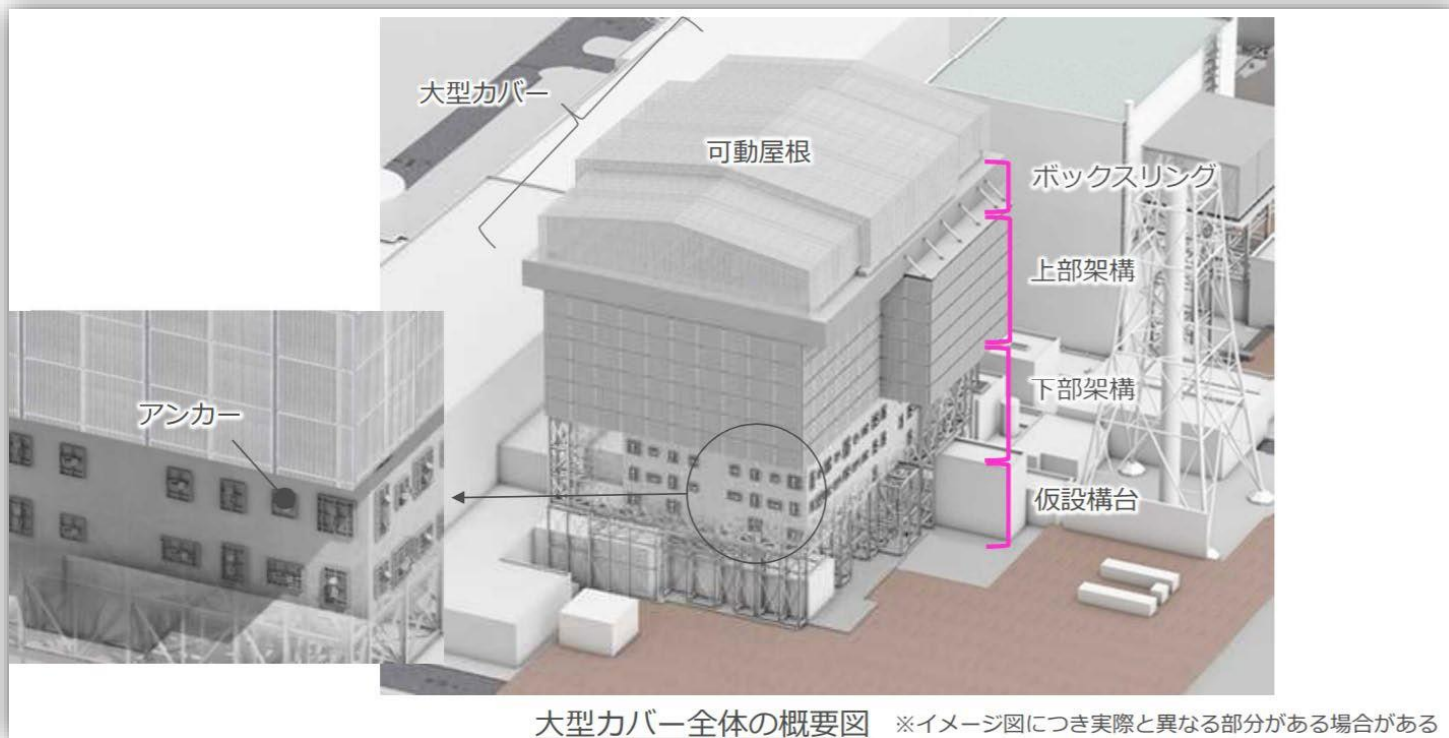 大型カバー
可動屋根
ボックスリング
上部架構
アンカー
下部架構
仮設構台
大型カバー全体の概要図 ※イメージ図につき実際と異なる部分がある場合がある